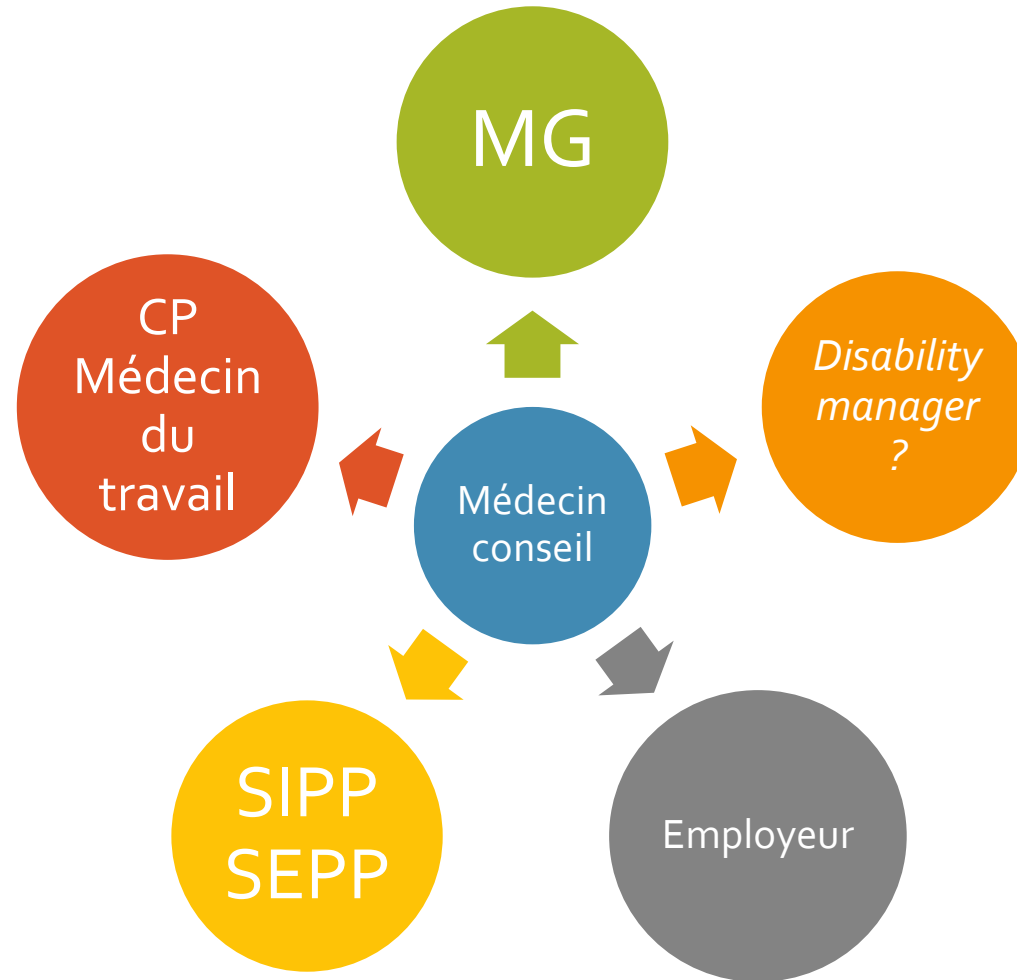 MG
CP
Médecin
du
travail
Disability
manager
?
Médecin
conseil
SIPP
SEPP
Employeur